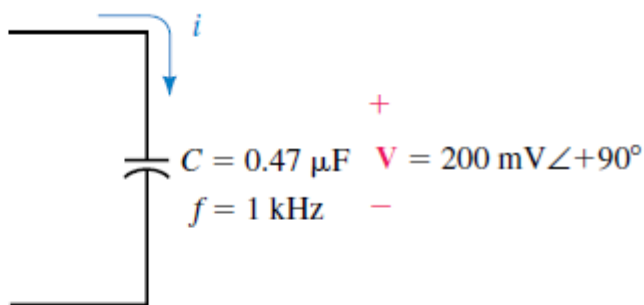 i
+
C = 0.47 μF V = 200 mV∠+90°
f = 1 kHz −